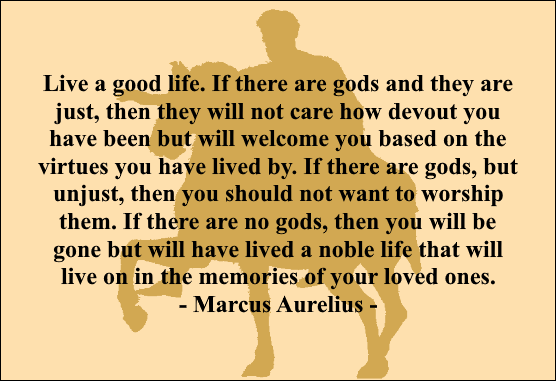 Live a good life. If there are gods and they are
just, then they will not care how devout you
have been but will welcome you based on the
virtues you have lived by. If there are gods, but
unjust, then you should not want to worship
them. If there are no gods, then you will be
gone but will have lived a noble life that will
live on in the memories of your loved ones.
- Marcus Aurelius -